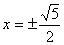 x = ±√5/2